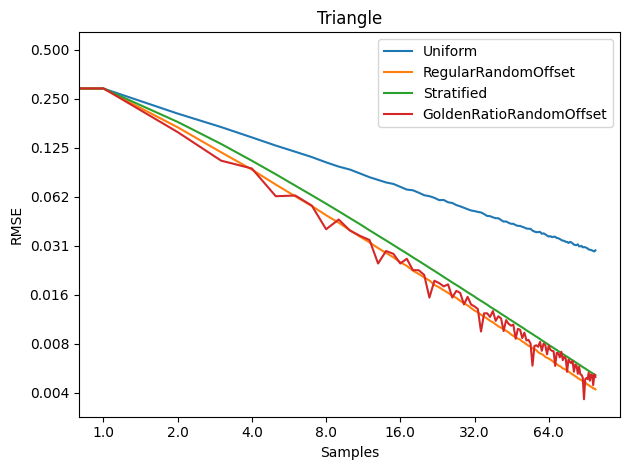 Triangle
0.500
0.250
0.125
0.062
0.031
0.016
0.008
0.004
RMSE
Uniform
RegularRandomOffset
Stratified
GoldenRatioRandomOffset
1.0 2.0 4.0 8.0 16.0 32.0 64.0
Samples